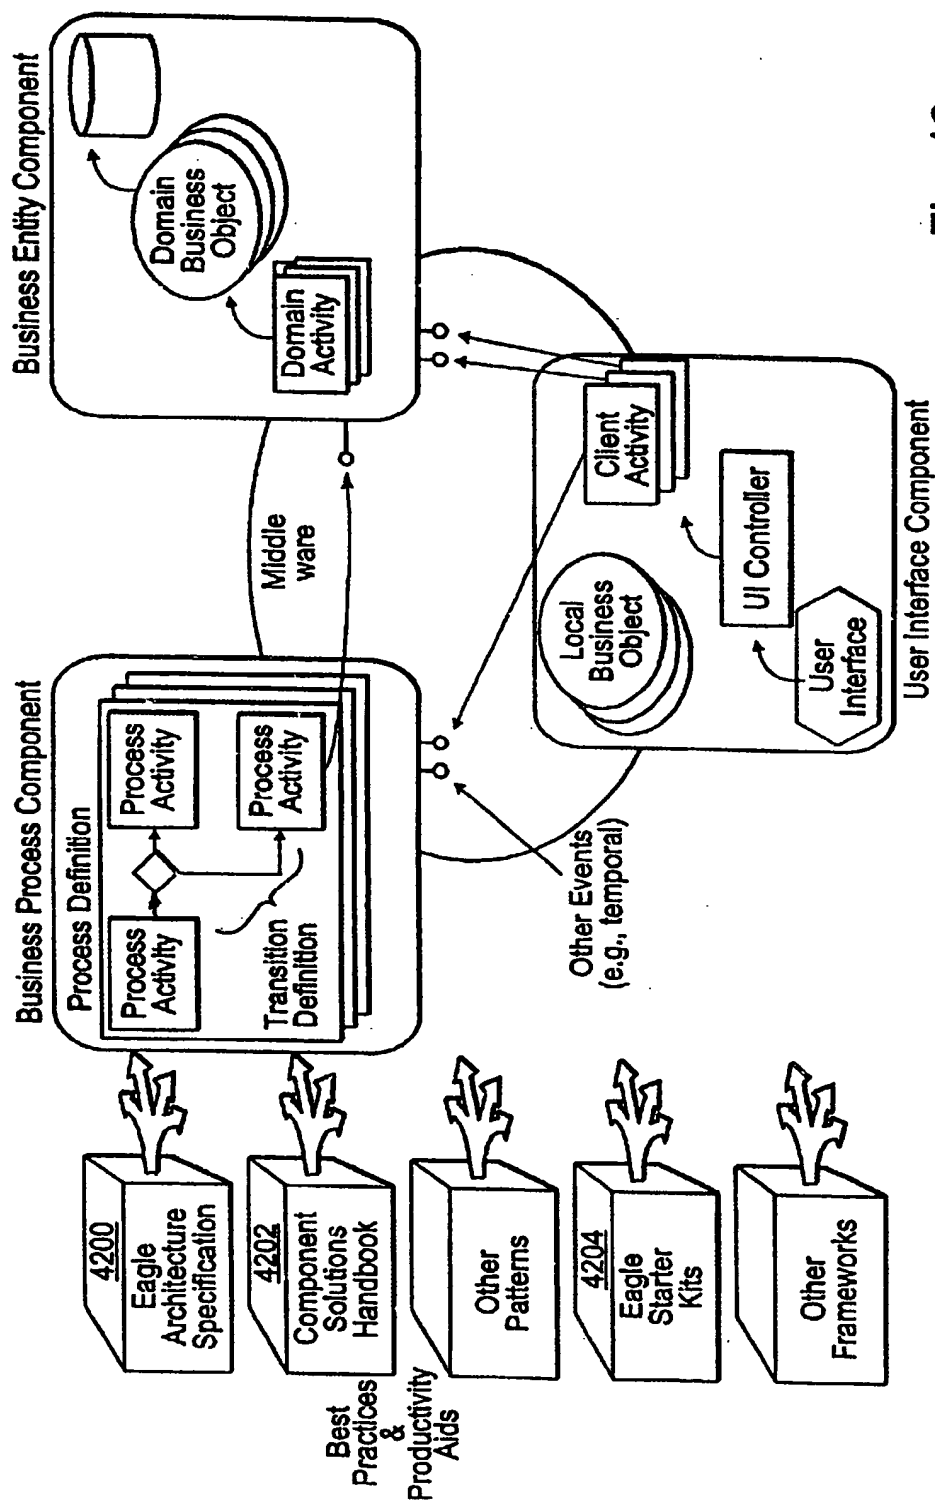 Best
Practices
&
Productivity
Aids
4200
Eagle
Architecture
Specification
4202
Component
Solutions
Handbook
Other
Patterns
4204
Eagle
Starter
Kits
Other
Frameworks
Business Process Component
Process Definition
Process
Activity
Process
Activity
Process
Activity
Transition
Definition
Middle
ware
Business Entity Component
Domain
Business
Object
Domain
Activity
Other Events
(e.g., temporal)
Local
Business
Object
Client
Activity
UI Controller
User
Interface
User Interface Component